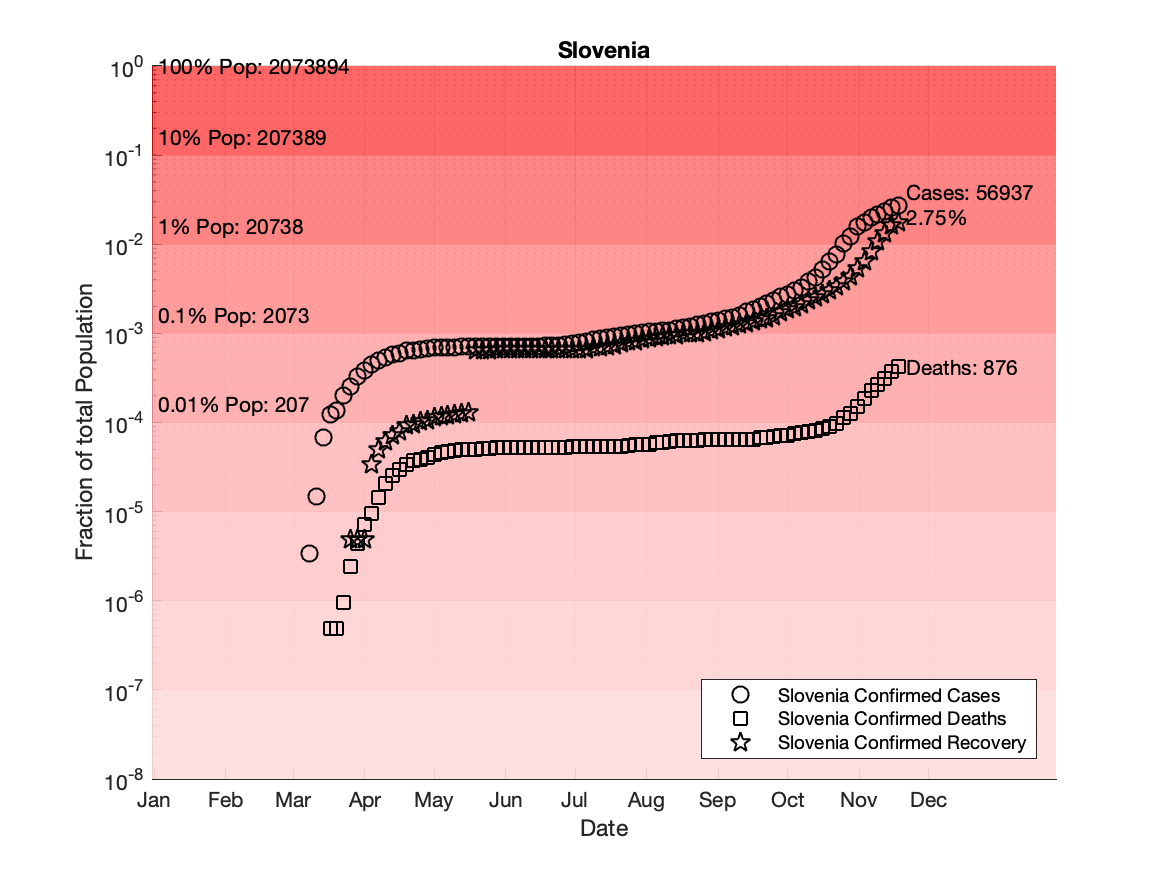 Slovenia
10⁰
100% Pop: 2073894
10% Pop: 207389
10⁻¹
Cases: 56937
2.75%
1% Pop: 20738
10⁻²
0.1% Pop: 2073
10⁻³
Deaths: 876
0.01% Pop: 207
10⁻⁴
10⁻⁵
10⁻⁶
10⁻⁷
10⁻⁸
Fraction of total Population
Slovenia Confirmed Cases
Slovenia Confirmed Deaths
Slovenia Confirmed Recovery
Jan Feb Mar Apr May Jun Jul Aug Sep Oct Nov Dec
Date